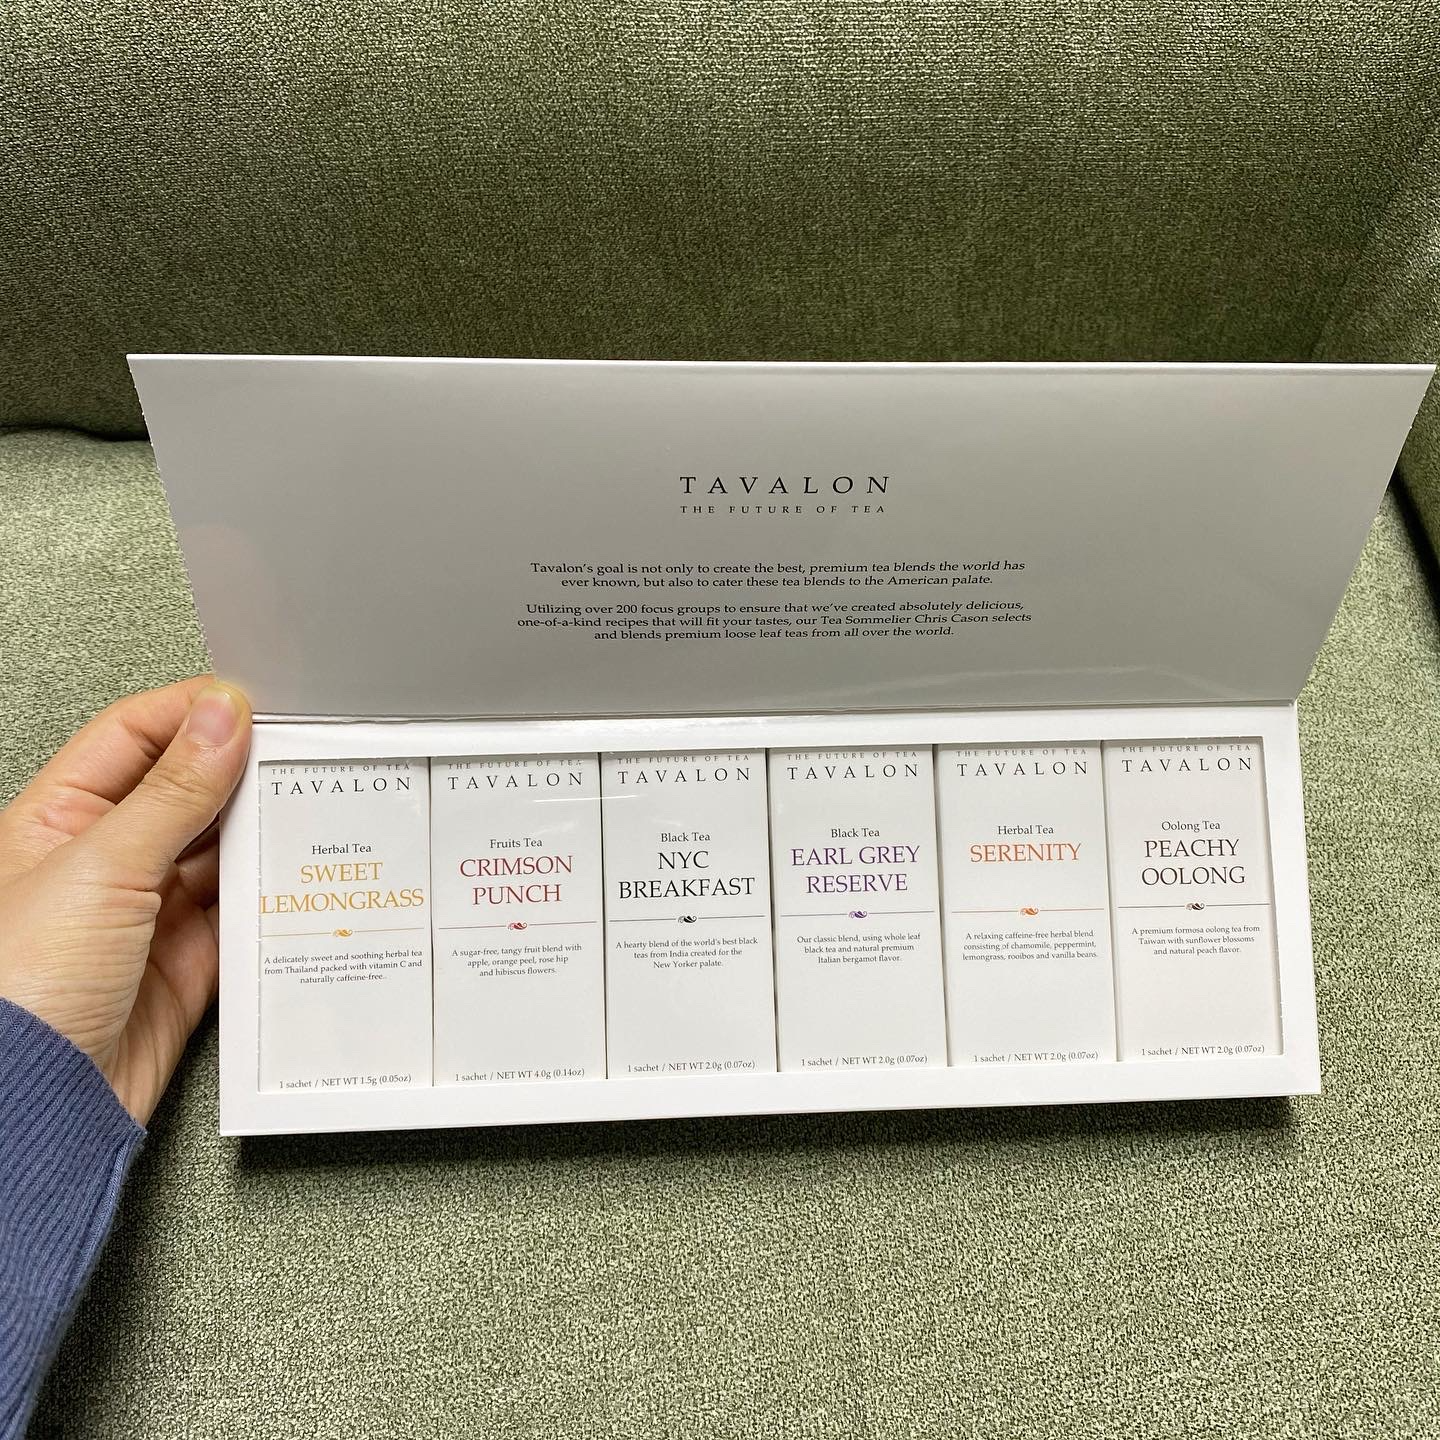 TAVALON
THE FUTURE OF TEA
Tavalon's goal is not only to create the best, premium tea blends the world has
ever known, but also to cater these tea blends to the American palate.
Utilizing over 200 focus groups to ensure that we've created absolutely delicious,
one-of-a-kind recipes that will fit your tastes, our Tea Sommelier Chris Cason selects
and blends premium loose leaf teas from all over the world.
THE FUTURE OF TEA
TAVALON
Herbal Tea
SWEET
LEMONGRASS
A delicately sweet and soothing herbal tea
from Thailand packed with vitamin C and
naturally caffeine-free..
1 sachet / NET WT 1.5g (0.05oz)
THE FUTURE OF TEA
TAVALON
Fruits Tea
CRIMSON
PUNCH
A sugar-free, tangy fruit blend with
apple, orange peel, rose hip
and hibiscus flowers.
1 sachet / NET WT 4.0g (0.14oz)
THE FUTURE OF TEA
TAVALON
Black Tea
NYC
BREAKFAST
A hearty blend of the world's best black
teas from India created for the
New Yorker palate.
1 sachet / NET WT 2.0g (0.07oz)
THE FUTURE OF TEA
TAVALON
Black Tea
EARL GREY
RESERVE
Our classic blend, using whole leaf
black tea and natural premium
Italian bergamot flavor.
1 sachet / NET WT 2.0g (0.07oz)
THE FUTURE OF TEA
TAVALON
Herbal Tea
SERENITY
A relaxing caffeine-free herbal blend
consisting of chamomile, peppermint,
lemongrass, rooibos and vanilla beans.
1 sachet / NET WT 2.0g (0.07oz)
THE FUTURE OF TEA
TAVALON
Oolong Tea
PEACHY
OOLONG
A premium formosa oolong tea from
Taiwan with sunflower blossoms
and natural peach flavor.
1 sachet / NET WT 2.0g (0.07oz)